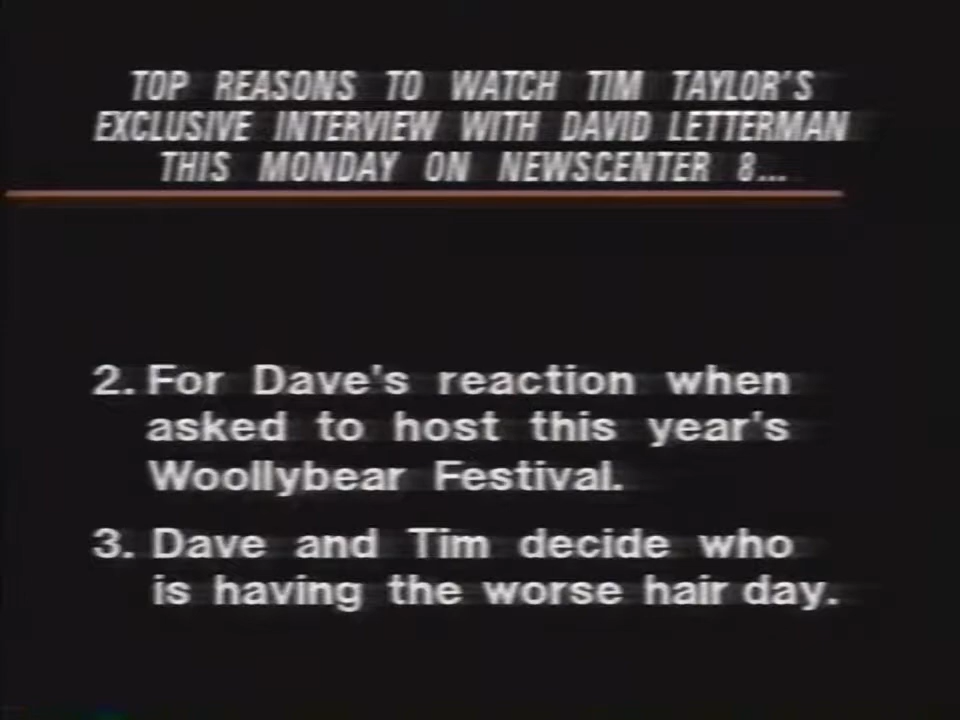 TOP REASONS TO WATCH TIM TAYLOR'S
EXCLUSIVE INTERVIEW WITH DAVID LETTERMAN
THIS MONDAY ON NEWSCENTER 8...
2. For Dave's reaction when
asked to host this year's
Woollybear Festival.
3. Dave and Tim decide who
is having the worse hair day.